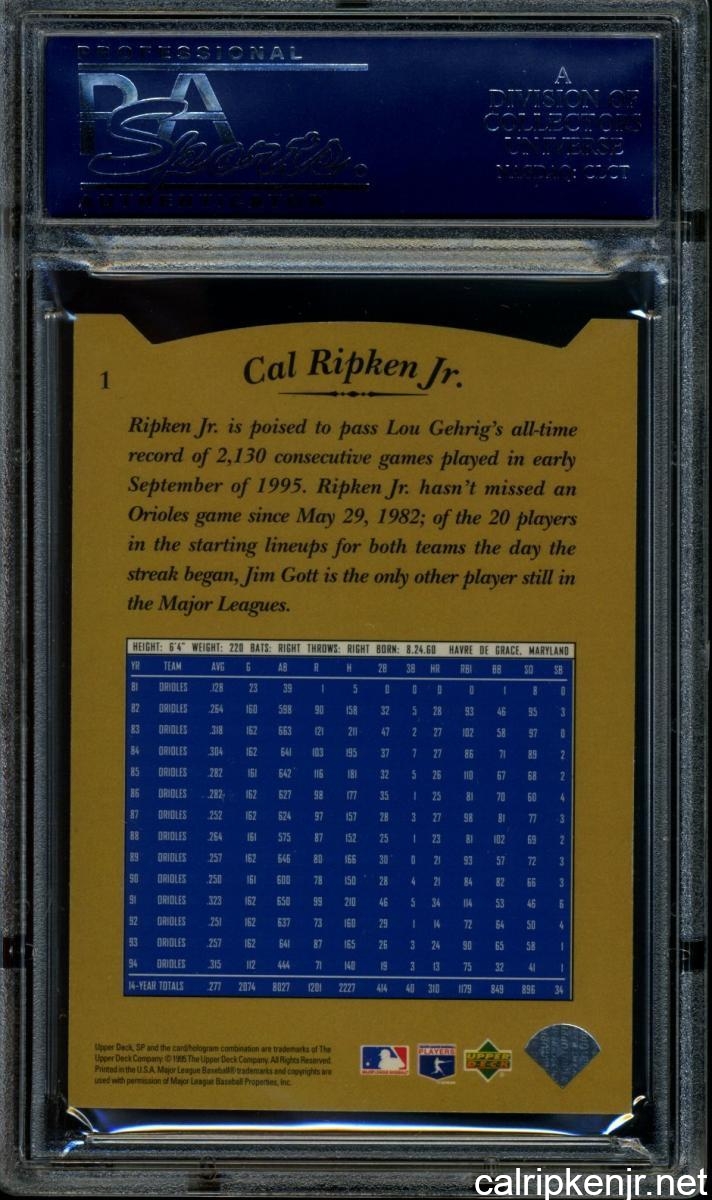 PROFESSIONAL
PSA
Sports
AUTHENTICATOR
A
DIVISION OF
COLLECTORS
UNIVERSE
NASDAQ: CLCT
1
Cal Ripken Jr.
Ripken Jr. is poised to pass Lou Gehrig's all-time
record of 2,130 consecutive games played in early
September of 1995. Ripken Jr. hasn't missed an
Orioles game since May 29, 1982; of the 20 players
in the starting lineups for both teams the day the
streak began, Jim Gott is the only other player still in
the Major Leagues.
HEIGHT: 6'4" WEIGHT: 220 BATS: RIGHT THROWS: RIGHT BORN: 8.24.60 HAVRE DE GRACE, MARYLAND
YR TEAM AVG G AB R H 2B 3B HR RBI BB SO SB
81 ORIOLES .128 23 39 1 5 0 0 0 0 1 8 0
82 ORIOLES .264 160 598 90 158 32 5 28 93 46 95 3
83 ORIOLES .318 162 663 121 211 47 2 27 102 58 97 0
84 ORIOLES .304 162 641 103 195 37 7 27 86 71 89 2
85 ORIOLES .282 161 642 116 181 32 5 26 110 67 68 2
86 ORIOLES .282 162 627 98 177 35 1 25 81 70 60 4
87 ORIOLES .252 162 624 97 157 28 3 27 98 81 77 3
88 ORIOLES .264 161 575 87 152 25 1 23 81 102 69 2
89 ORIOLES .257 162 646 80 166 30 0 21 93 57 72 3
90 ORIOLES .250 161 600 78 150 28 4 21 84 82 66 3
91 ORIOLES .323 162 650 99 210 46 5 34 114 53 46 6
92 ORIOLES .251 162 637 73 160 29 1 14 72 64 50 4
93 ORIOLES .257 162 641 87 165 26 3 24 90 65 58 1
94 ORIOLES .315 112 444 71 140 19 3 13 75 32 41 1
14-YEAR TOTALS .277 2074 8027 1201 2227 414 40 310 1179 849 896 34
Upper Deck, SP and the card/hologram combination are trademarks of The
Upper Deck Company. © 1995 The Upper Deck Company. All Rights Reserved.
Printed in the U.S.A. Major League Baseball® trademarks and copyrights are
used with permission of Major League Baseball Properties, Inc.
MAJOR LEAGUE BASEBALL
PLAYERS
UPPER
DECK
calripkenjr.net